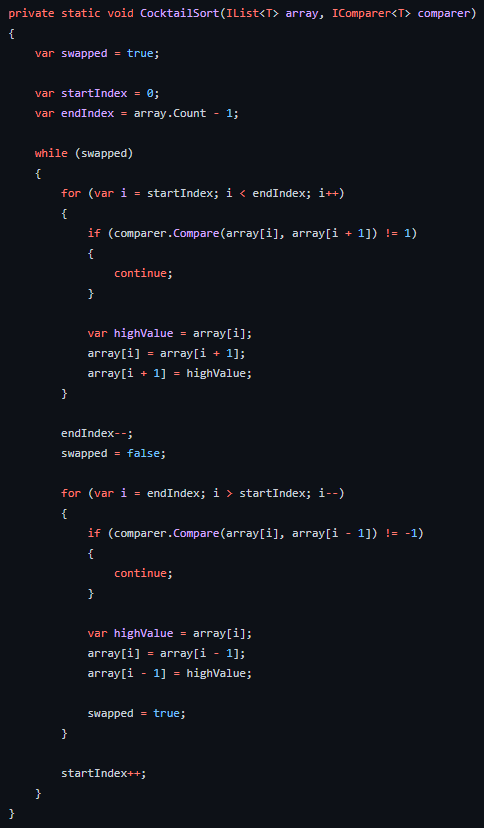 private static void CocktailSort(IList<T> array, IComparer<T> comparer)
{
    var swapped = true;

    var startIndex = 0;
    var endIndex = array.Count - 1;

    while (swapped)
    {
        for (var i = startIndex; i < endIndex; i++)
        {
            if (comparer.Compare(array[i], array[i + 1]) != 1)
            {
                continue;
            }

            var highValue = array[i];
            array[i] = array[i + 1];
            array[i + 1] = highValue;
        }

        endIndex--;
        swapped = false;

        for (var i = endIndex; i > startIndex; i--)
        {
            if (comparer.Compare(array[i], array[i - 1]) != -1)
            {
                continue;
            }

            var highValue = array[i];
            array[i] = array[i - 1];
            array[i - 1] = highValue;

            swapped = true;
        }

        startIndex++;
    }
}